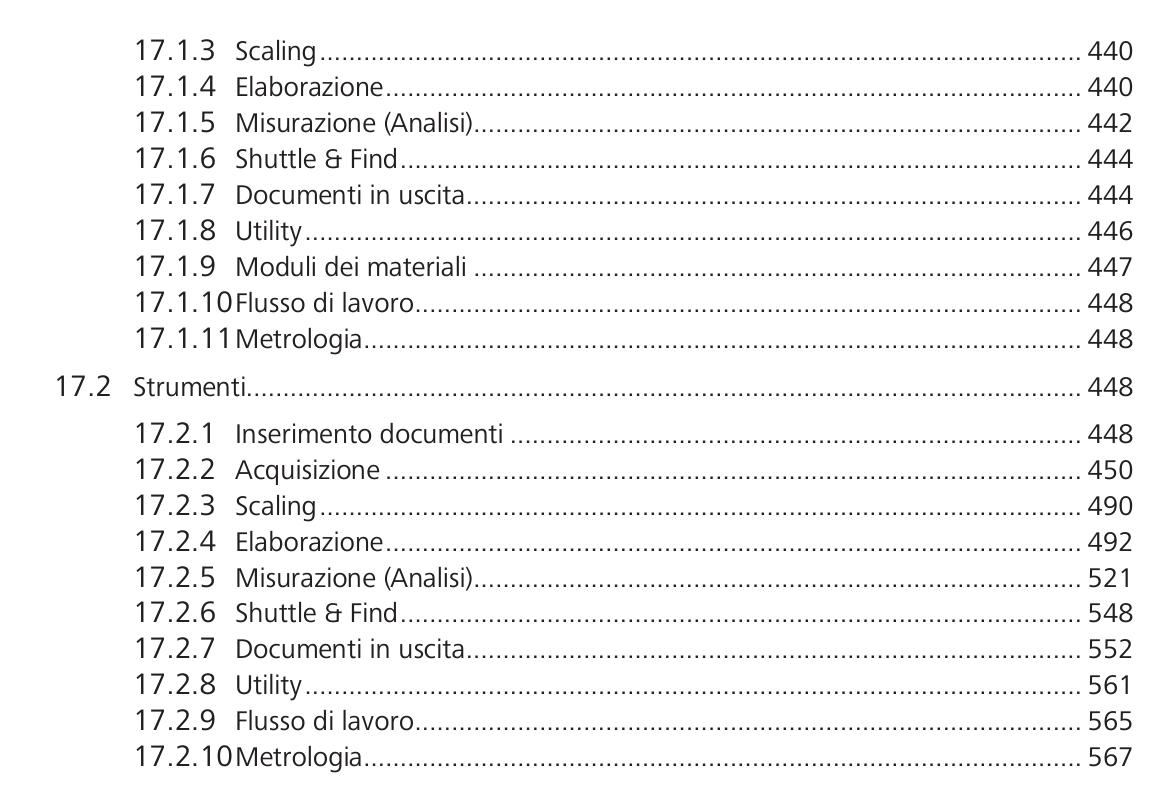 17.1.3 Scaling........................................................ 440
17.1.4 Elaborazione........................................................ 440
17.1.5 Misurazione (Analisi)........................................................ 442
17.1.6 Shuttle & Find........................................................ 444
17.1.7 Documenti in uscita........................................................ 444
17.1.8 Utility........................................................ 446
17.1.9 Moduli dei materiali ........................................................ 447
17.1.10 Flusso di lavoro........................................................ 448
17.1.11 Metrologia........................................................ 448
17.2 Strumenti........................................................ 448
17.2.1 Inserimento documenti ........................................................ 448
17.2.2 Acquisizione ........................................................ 450
17.2.3 Scaling........................................................ 490
17.2.4 Elaborazione........................................................ 492
17.2.5 Misurazione (Analisi)........................................................ 521
17.2.6 Shuttle & Find........................................................ 548
17.2.7 Documenti in uscita........................................................ 552
17.2.8 Utility........................................................ 561
17.2.9 Flusso di lavoro........................................................ 565
17.2.10 Metrologia........................................................ 567